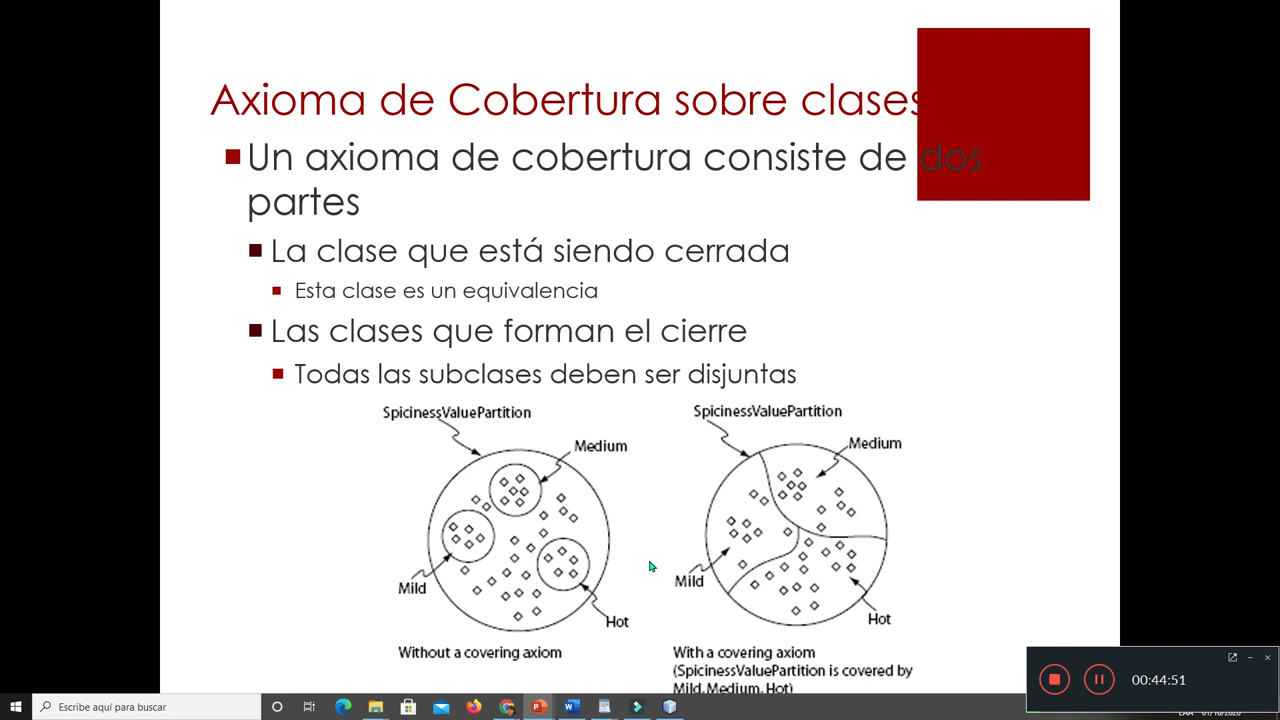 Axioma de Cobertura sobre clases
Un axioma de cobertura consiste de dos
partes
La clase que está siendo cerrada
Esta clase es un equivalencia
Las clases que forman el cierre
Todas las subclases deben ser disjuntas
SpicinessValuePartition
Medium
Mild
Hot
Without a covering axiom
SpicinessValuePartition
Medium
Mild
Hot
With a covering axiom
(SpicinessValuePartition is covered by
Mild, Medium, Hot)
00:44:51
Escribe aquí para buscar